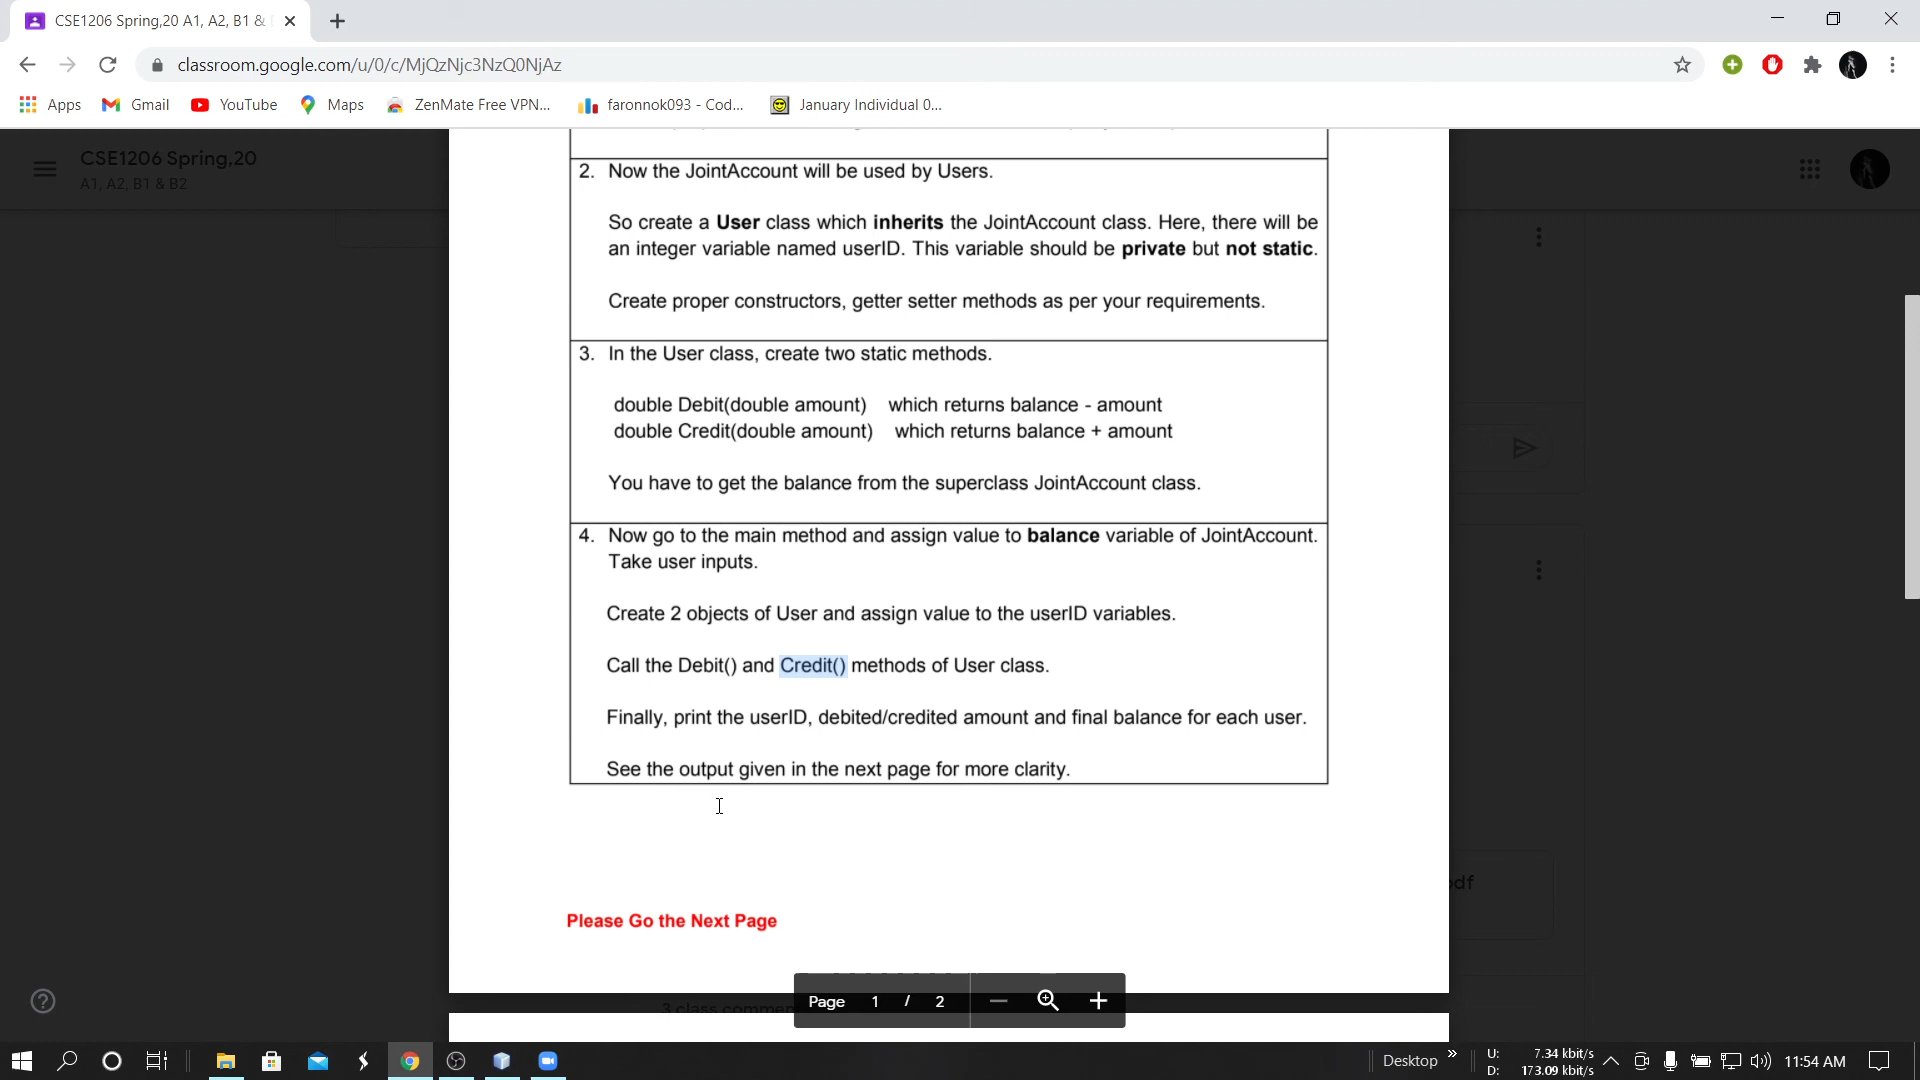 CSE1206 Spring,20 A1, A2, B1 &
classroom.google.com/u/0/c/MjQzNjc3NzQ0NjAz
Apps
Gmail
YouTube
Maps
ZenMate Free VPN...
faronnok093 - Cod...
January Individual 0...
CSE1206 Spring,20
A1, A2, B1 & B2
2. Now the JointAccount will be used by Users.
So create a User class which inherits the JointAccount class. Here, there will be
an integer variable named userID. This variable should be private but not static.
Create proper constructors, getter setter methods as per your requirements.
3. In the User class, create two static methods.
double Debit(double amount) which returns balance - amount
double Credit(double amount) which returns balance + amount
You have to get the balance from the superclass JointAccount class.
4. Now go to the main method and assign value to balance variable of JointAccount.
Take user inputs.
Create 2 objects of User and assign value to the userID variables.
Call the Debit() and Credit() methods of User class.
Finally, print the userID, debited/credited amount and final balance for each user.
See the output given in the next page for more clarity.
Please Go the Next Page
Page 1 / 2
Desktop
U: 7.34 kbit/s
D: 173.09 kbit/s
11:54 AM